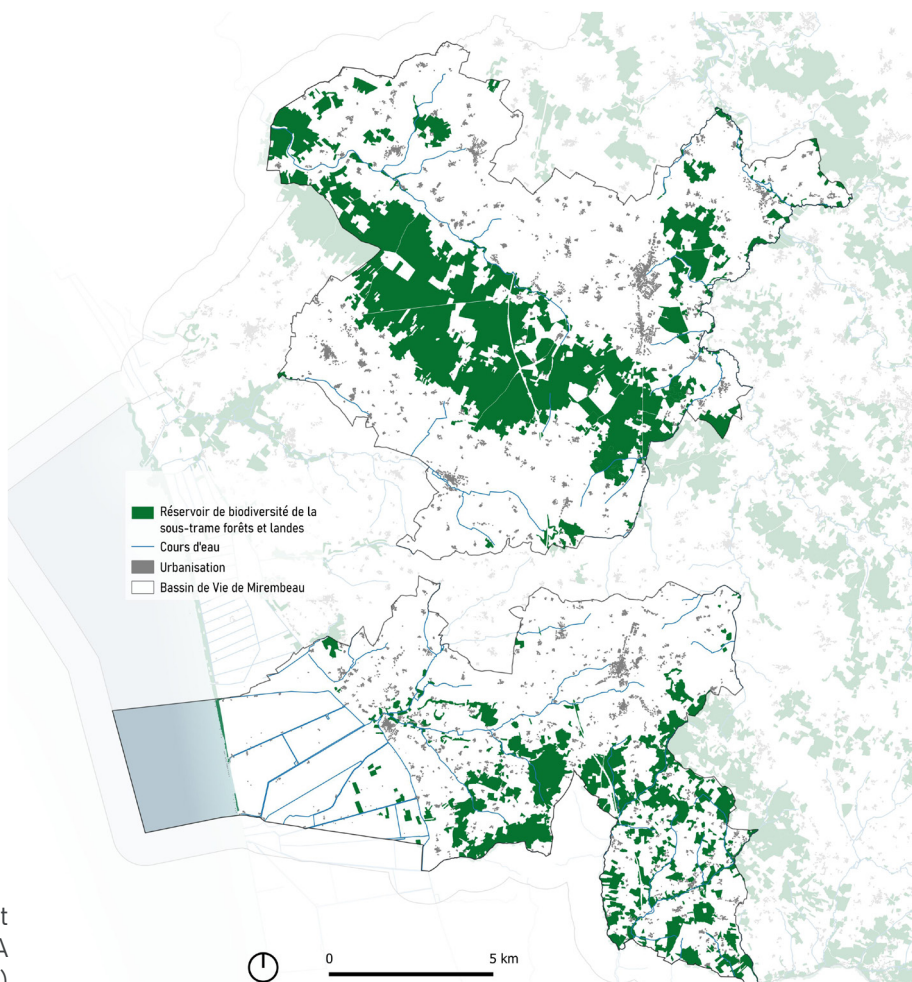 Réservoir de biodiversité de la
sous-trame forêts et landes
Cours d'eau
Urbanisation
Bassin de Vie de Mirembeau
t
A
)
0
5 km